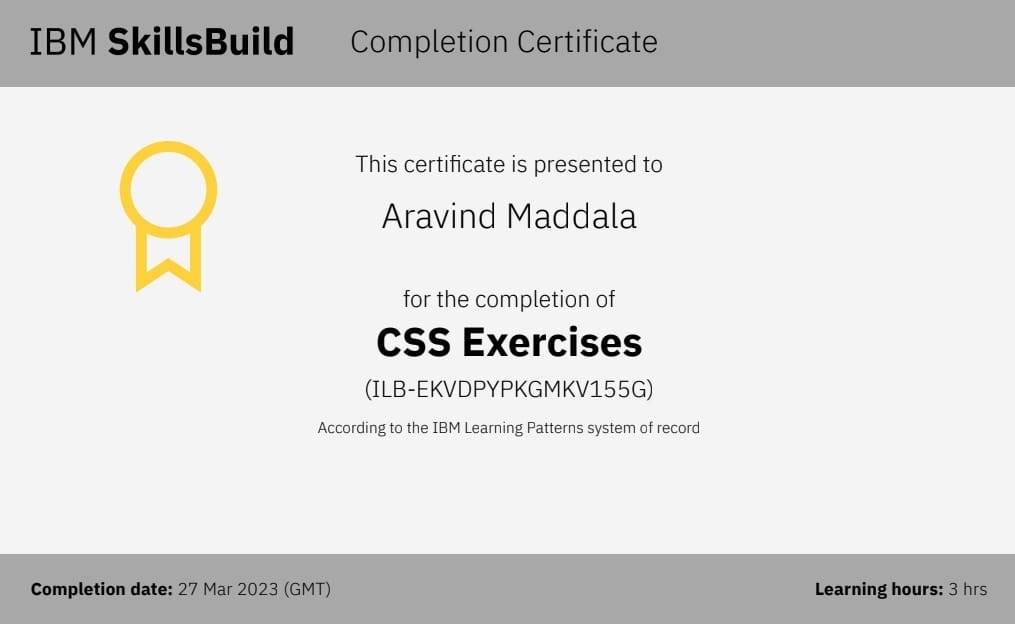 IBM SkillsBuild Completion Certificate
This certificate is presented to
Aravind Maddala
for the completion of
CSS Exercises
(ILB-EKVDPYPKGMKV155G)
According to the IBM Learning Patterns system of record
Completion date: 27 Mar 2023 (GMT)
Learning hours: 3 hrs